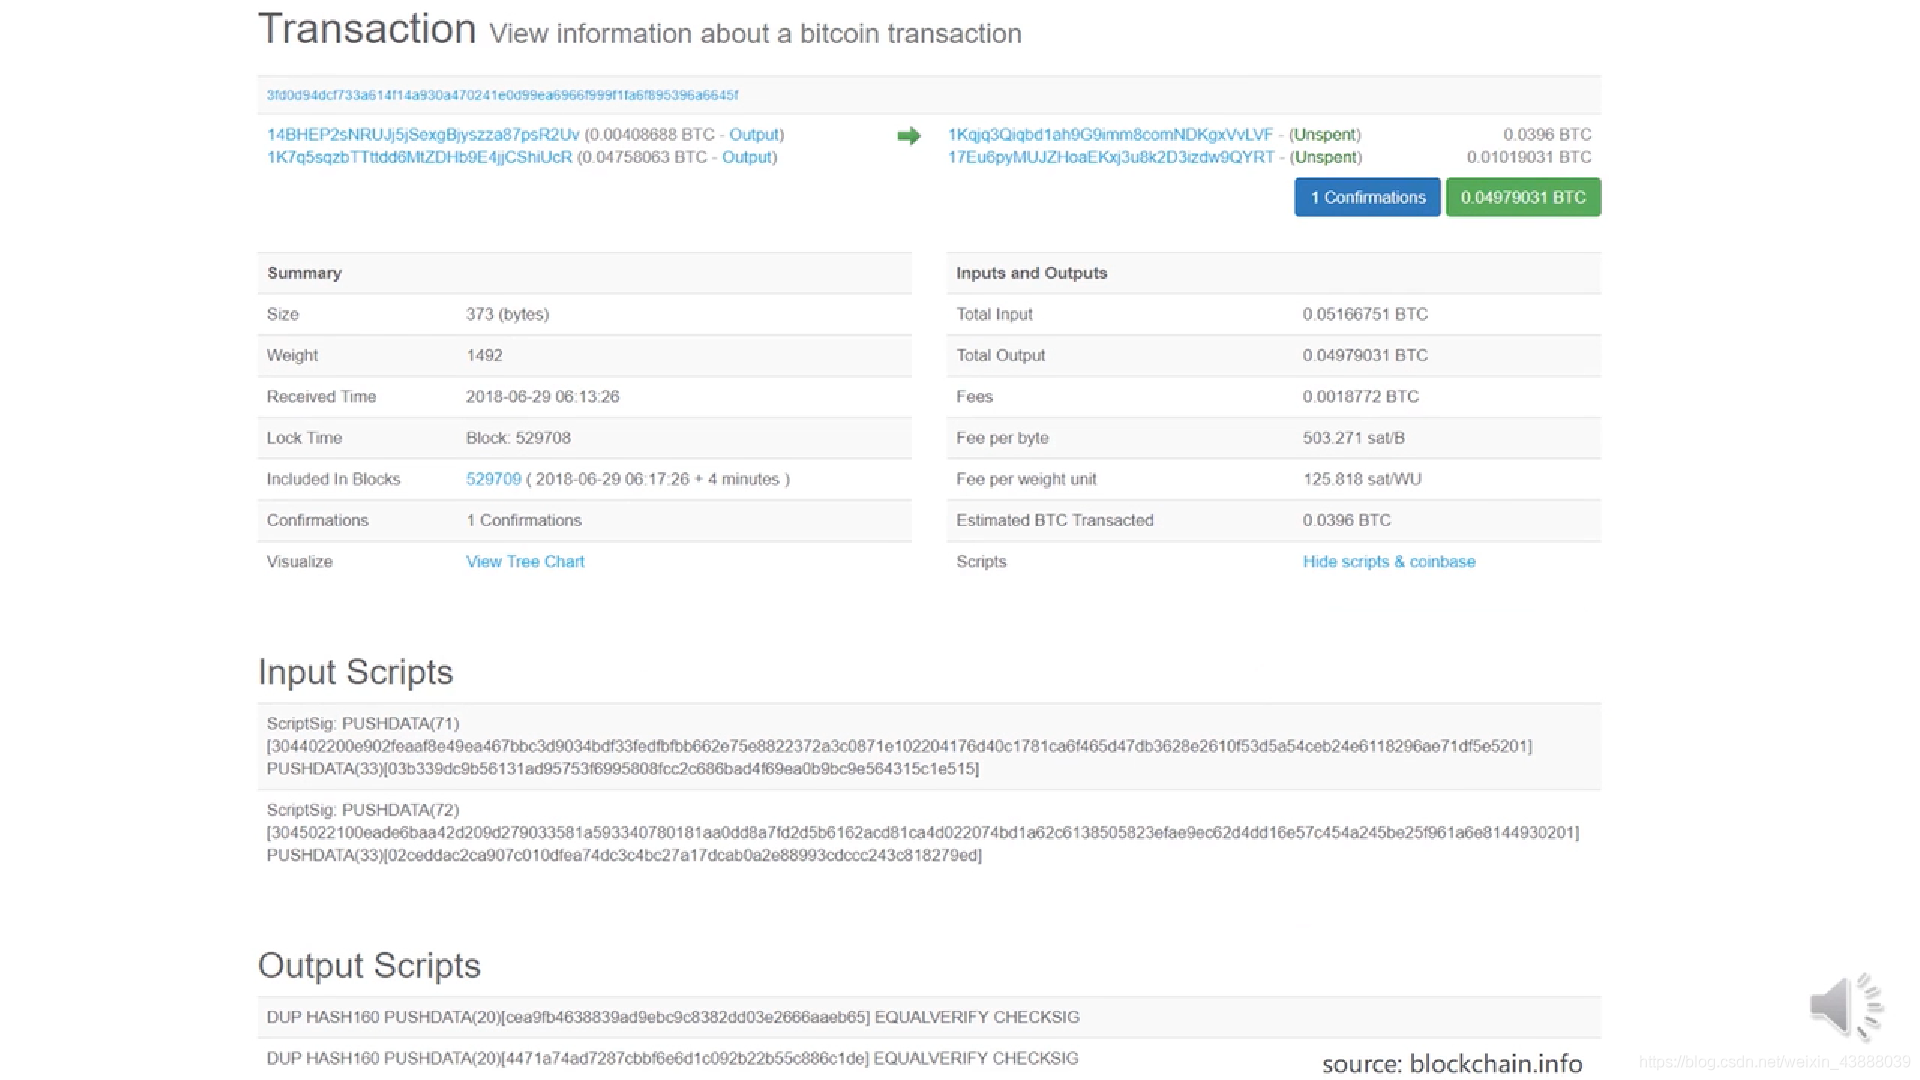 Transaction View information about a bitcoin transaction
3fd0d94dcf733a614f14a930a470241e0d99ea6966f999f1fa6f895396a6645f
14BHEP2sNRUJj5jSexgBjyszza87psR2Uv (0.00408688 BTC - Output)
1K7q5sqzbTTttdd6MtZDHb9E4jjCShiUcR (0.04758063 BTC - Output)
1Kqjq3Qiqbd1ah9G9imm8comNDKgxVvLVF - (Unspent) 0.0396 BTC
17Eu6pyMUJZHoaEKxj3u8k2D3izdw9QYRT - (Unspent) 0.01019031 BTC
1 Confirmations 0.04979031 BTC
Summary
Size 373 (bytes)
Weight 1492
Received Time 2018-06-29 06:13:26
Lock Time Block: 529708
Included In Blocks 529709 ( 2018-06-29 06:17:26 + 4 minutes )
Confirmations 1 Confirmations
Visualize View Tree Chart
Inputs and Outputs
Total Input 0.05166751 BTC
Total Output 0.04979031 BTC
Fees 0.0018772 BTC
Fee per byte 503.271 sat/B
Fee per weight unit 125.818 sat/WU
Estimated BTC Transacted 0.0396 BTC
Scripts Hide scripts & coinbase
Input Scripts
ScriptSig: PUSHDATA(71)
[304402200e902feaaf8e49ea467bbc3d9034bdf33fedfbfbb662e75e8822372a3c0871e102204176d40c1781ca6f465d47db3628e2610f53d5a54ceb24e6118296ae71df5e5201]
PUSHDATA(33)[03b339dc9b56131ad95753f6995808fcc2c686bad4f69ea0b9bc9e564315c1e515]
ScriptSig: PUSHDATA(72)
[3045022100eade6baa42d209d279033581a593340780181aa0dd8a7fd2d5b6162acd81ca4d022074bd1a62c6138505823efae9ec62d4dd16e57c454a245be25f961a6e8144930201]
PUSHDATA(33)[02ceddac2ca907c010dfea74dc3c4bc27a17dcab0a2e88993cdccc243c818279ed]
Output Scripts
DUP HASH160 PUSHDATA(20)[cea9fb4638839ad9ebc9c8382dd03e2666aaeb65] EQUALVERIFY CHECKSIG
DUP HASH160 PUSHDATA(20)[4471a74ad7287cbbf6e6d1c092b22b55c886c1de] EQUALVERIFY CHECKSIG
source: blockchain.info
https://blog.csdn.net/weixin_43888039